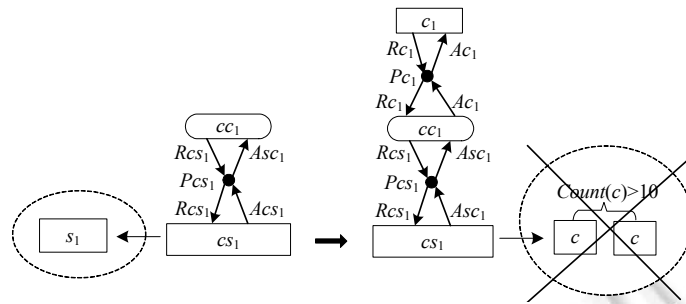 c1
Rc1 Ac1
Pc1
Rc1 Ac1
cc1
Rcs1 Asc1
Pcs1
Rcs1 Acs1
s1
cs1
cc1
Rcs1 Asc1
Pcs1
Rcs1 Asc1
cs1
Count(c)>10
c c